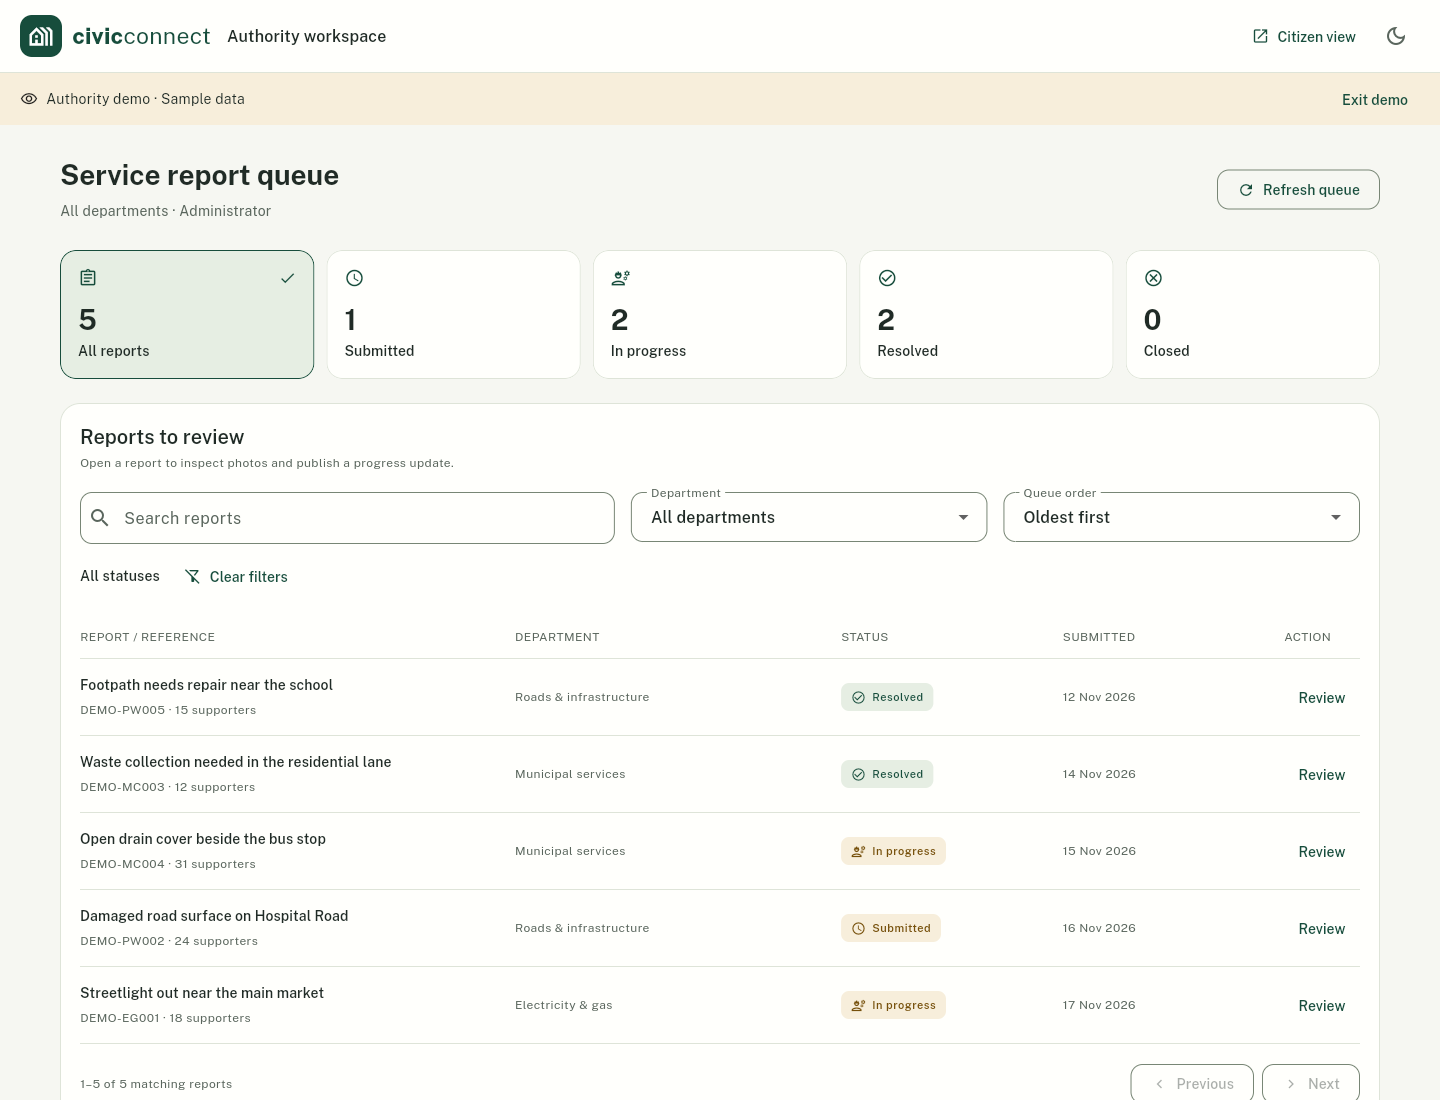 civicconnect Authority workspace
Citizen view
Authority demo · Sample data
Exit demo
Service report queue
All departments · Administrator
Refresh queue
5
All reports
1
Submitted
2
In progress
2
Resolved
0
Closed
Reports to review
Open a report to inspect photos and publish a progress update.
Search reports
Department
All departments
Queue order
Oldest first
All statuses
Clear filters
REPORT / REFERENCE DEPARTMENT STATUS SUBMITTED ACTION
Footpath needs repair near the school
DEMO-PW005 · 15 supporters
Roads & infrastructure
Resolved
12 Nov 2026
Review
Waste collection needed in the residential lane
DEMO-MC003 · 12 supporters
Municipal services
Resolved
14 Nov 2026
Review
Open drain cover beside the bus stop
DEMO-MC004 · 31 supporters
Municipal services
In progress
15 Nov 2026
Review
Damaged road surface on Hospital Road
DEMO-PW002 · 24 supporters
Roads & infrastructure
Submitted
16 Nov 2026
Review
Streetlight out near the main market
DEMO-EG001 · 18 supporters
Electricity & gas
In progress
17 Nov 2026
Review
1–5 of 5 matching reports
Previous
Next